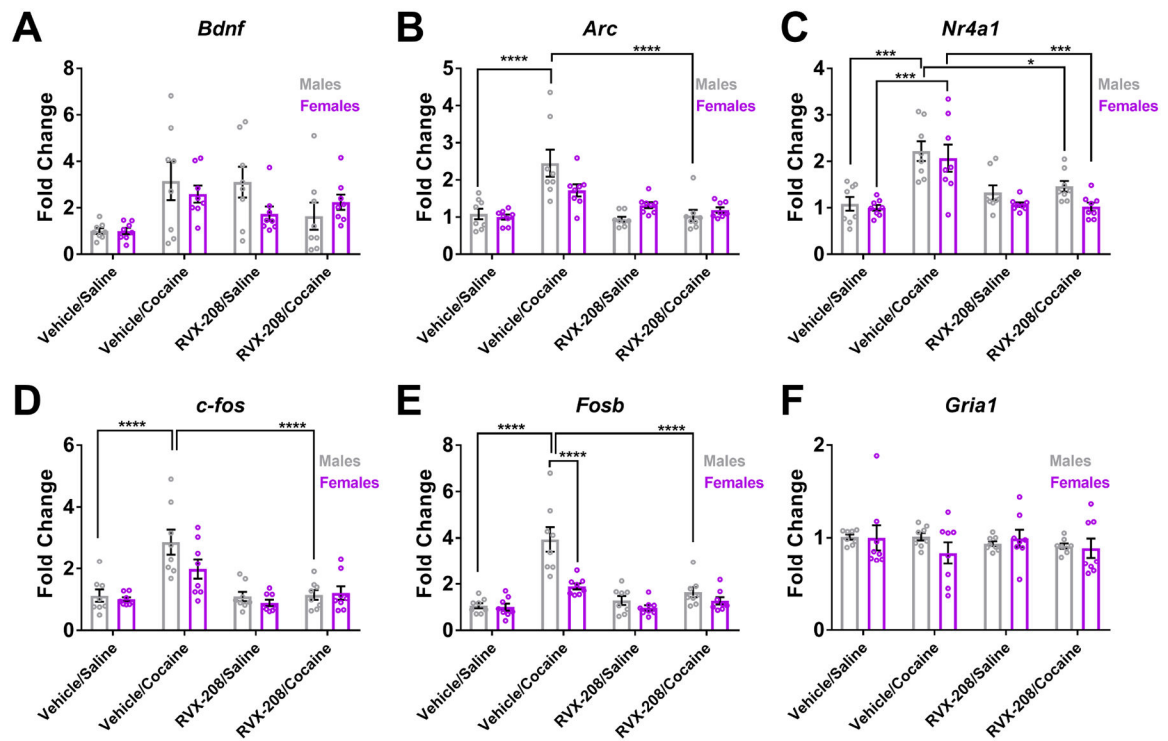 A
Bdnf
Fold Change
8
6
4
2
0
Males
Females
Vehicle/Saline
Vehicle/Cocaine
RVX-208/Saline
RVX-208/Cocaine
B
Arc
Fold Change
5
4
3
2
1
0
****
****
Males
Females
Vehicle/Saline
Vehicle/Cocaine
RVX-208/Saline
RVX-208/Cocaine
C
Nr4a1
Fold Change
4
3
2
1
0
***
***
***
*
Males
Females
Vehicle/Saline
Vehicle/Cocaine
RVX-208/Saline
RVX-208/Cocaine
D
c-fos
Fold Change
6
4
2
0
****
****
Males
Females
Vehicle/Saline
Vehicle/Cocaine
RVX-208/Saline
RVX-208/Cocaine
E
Fosb
Fold Change
8
6
4
2
0
****
****
****
Males
Females
Vehicle/Saline
Vehicle/Cocaine
RVX-208/Saline
RVX-208/Cocaine
F
Gria1
Fold Change
2
1
0
Males
Females
Vehicle/Saline
Vehicle/Cocaine
RVX-208/Saline
RVX-208/Cocaine